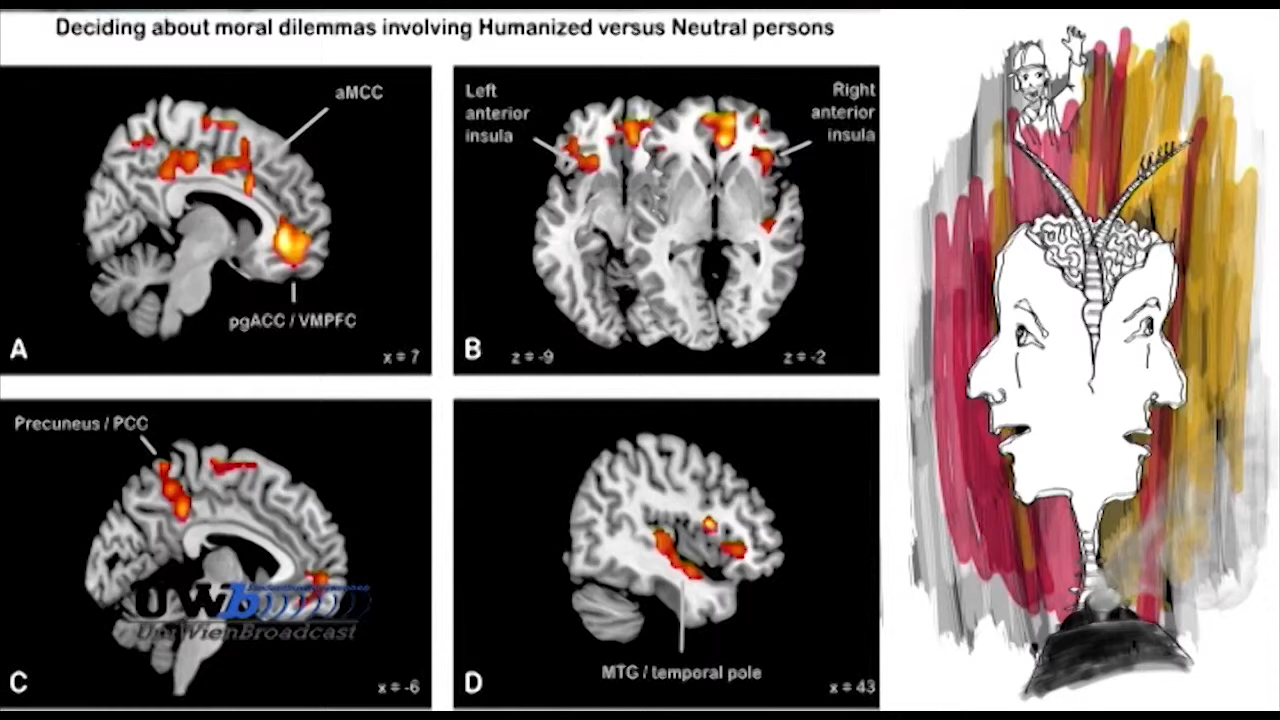 Deciding about moral dilemmas involving Humanized versus Neutral persons
aMCC
pgACC / VMPFC
A
x = 7
Left
anterior
insula
Right
anterior
insula
B
z = -9
z = -2
Precuneus / PCC
UWb
UniWienBroadcast
C
x = -6
MTG / temporal pole
D
x = 43